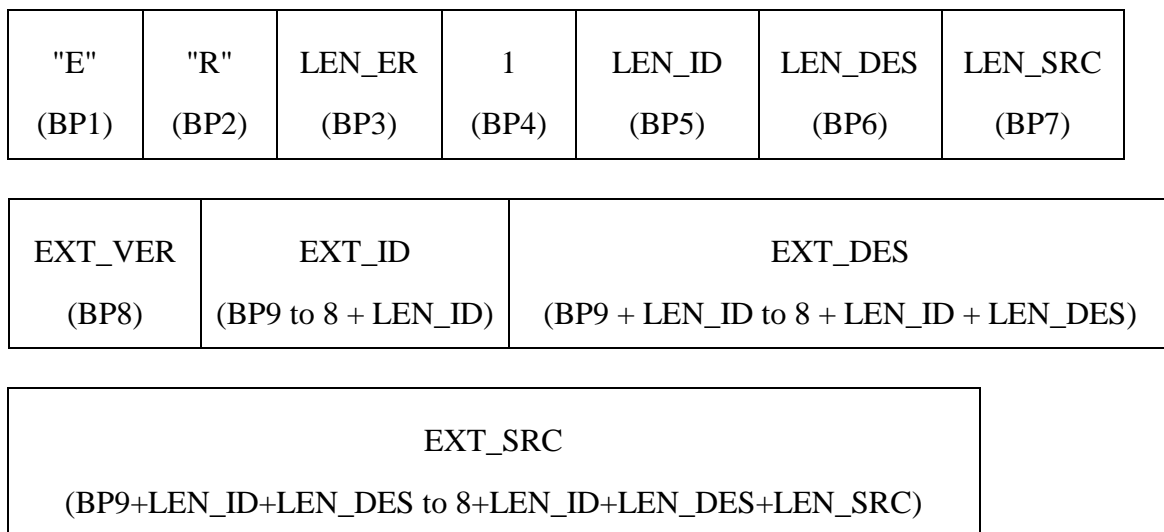 "E" "R" LEN_ER 1 LEN_ID LEN_DES LEN_SRC
(BP1) (BP2) (BP3) (BP4) (BP5) (BP6) (BP7)
EXT_VER EXT_ID EXT_DES
(BP8) (BP9 to 8 + LEN_ID) (BP9 + LEN_ID to 8 + LEN_ID + LEN_DES)
EXT_SRC
(BP9+LEN_ID+LEN_DES to 8+LEN_ID+LEN_DES+LEN_SRC)